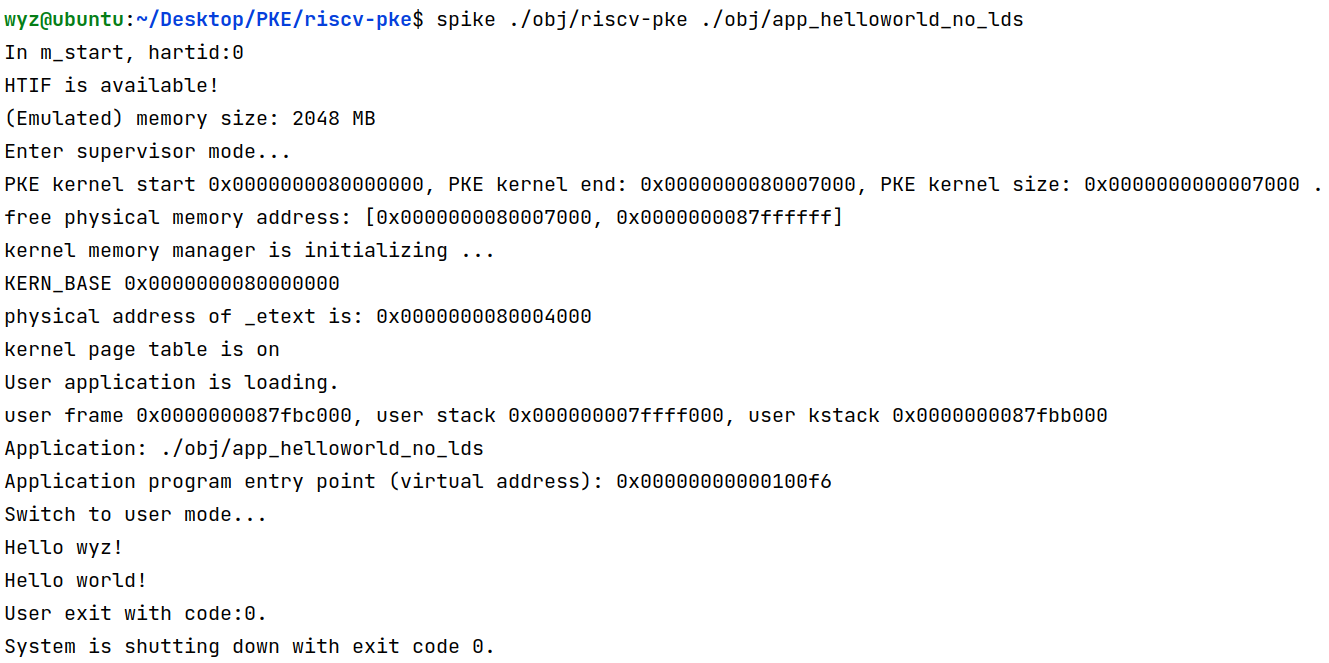 wyz@ubuntu:~/Desktop/PKE/riscv-pke$ spike ./obj/riscv-pke ./obj/app_helloworld_no_lds
In m_start, hartid:0
HTIF is available!
(Emulated) memory size: 2048 MB
Enter supervisor mode...
PKE kernel start 0x0000000080000000, PKE kernel end: 0x0000000080007000, PKE kernel size: 0x0000000000007000 .
free physical memory address: [0x0000000080007000, 0x0000000087ffffff]
kernel memory manager is initializing ...
KERN_BASE 0x0000000080000000
physical address of _etext is: 0x0000000080004000
kernel page table is on
User application is loading.
user frame 0x0000000087fbc000, user stack 0x000000007ffff000, user kstack 0x0000000087fbb000
Application: ./obj/app_helloworld_no_lds
Application program entry point (virtual address): 0x00000000000100f6
Switch to user mode...
Hello wyz!
Hello world!
User exit with code:0.
System is shutting down with exit code 0.